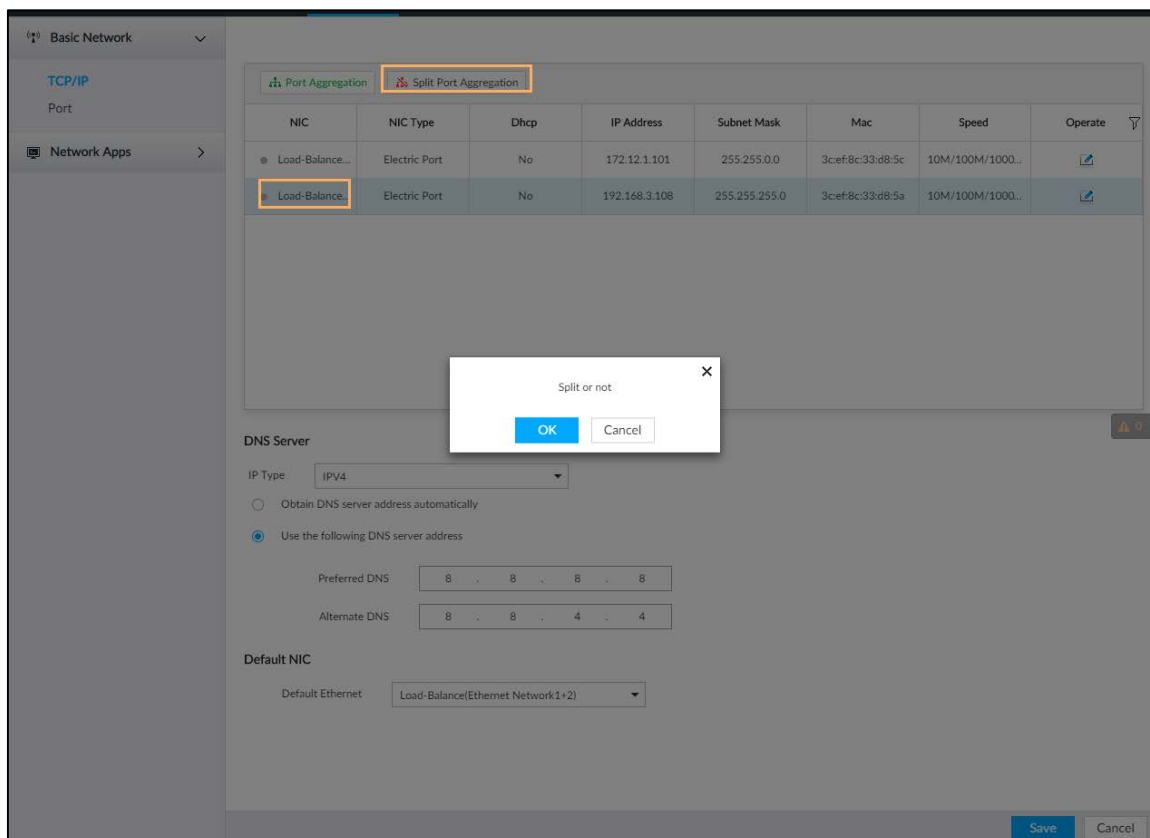 Basic Network
TCP/IP
Port
Network Apps
Port Aggregation Split Port Aggregation
NIC NIC Type Dhcp IP Address Subnet Mask Mac Speed Operate
Load-Balance... Electric Port No 172.12.1.101 255.255.0.0 3c:ef:8c:33:d8:5c 10M/100M/1000...
Load-Balance... Electric Port No 192.168.3.108 255.255.255.0 3c:ef:8c:33:d8:5a 10M/100M/1000...
Split or not
OK Cancel
0
DNS Server
IP Type IPV4
Obtain DNS server address automatically
Use the following DNS server address
Preferred DNS 8 . 8 . 8 . 8
Alternate DNS 8 . 8 . 4 . 4
Default NIC
Default Ethernet Load-Balance(Ethernet Network1+2)
Save Cancel